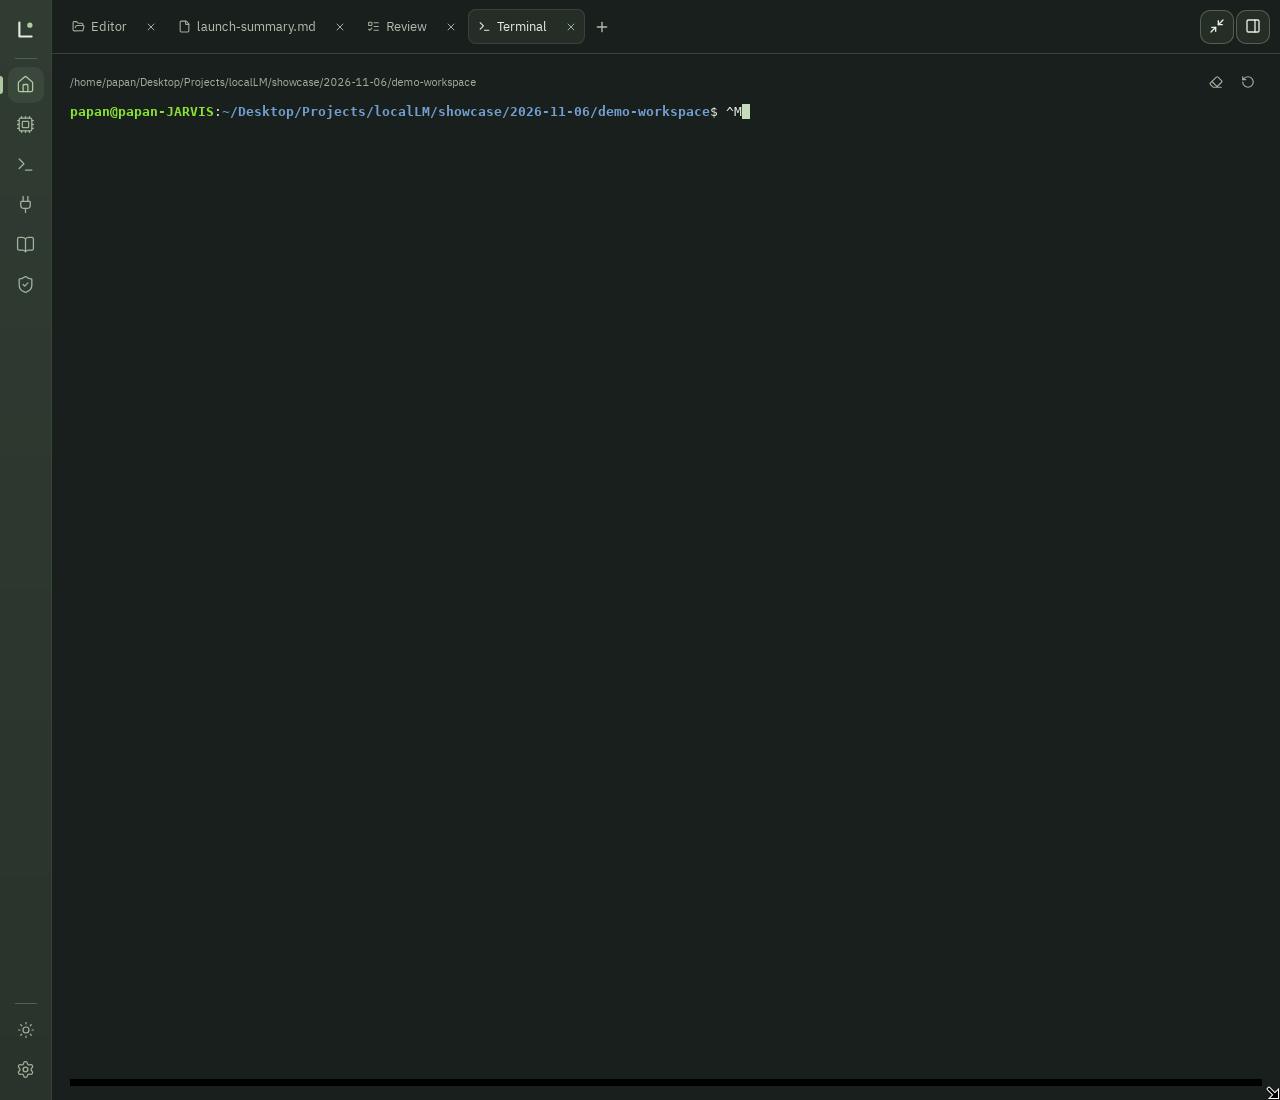 Editor
launch-summary.md
Review
Terminal
/home/papan/Desktop/Projects/localLM/showcase/2026-11-06/demo-workspace
papan@papan-JARVIS:~/Desktop/Projects/localLM/showcase/2026-11-06/demo-workspace$ ^M